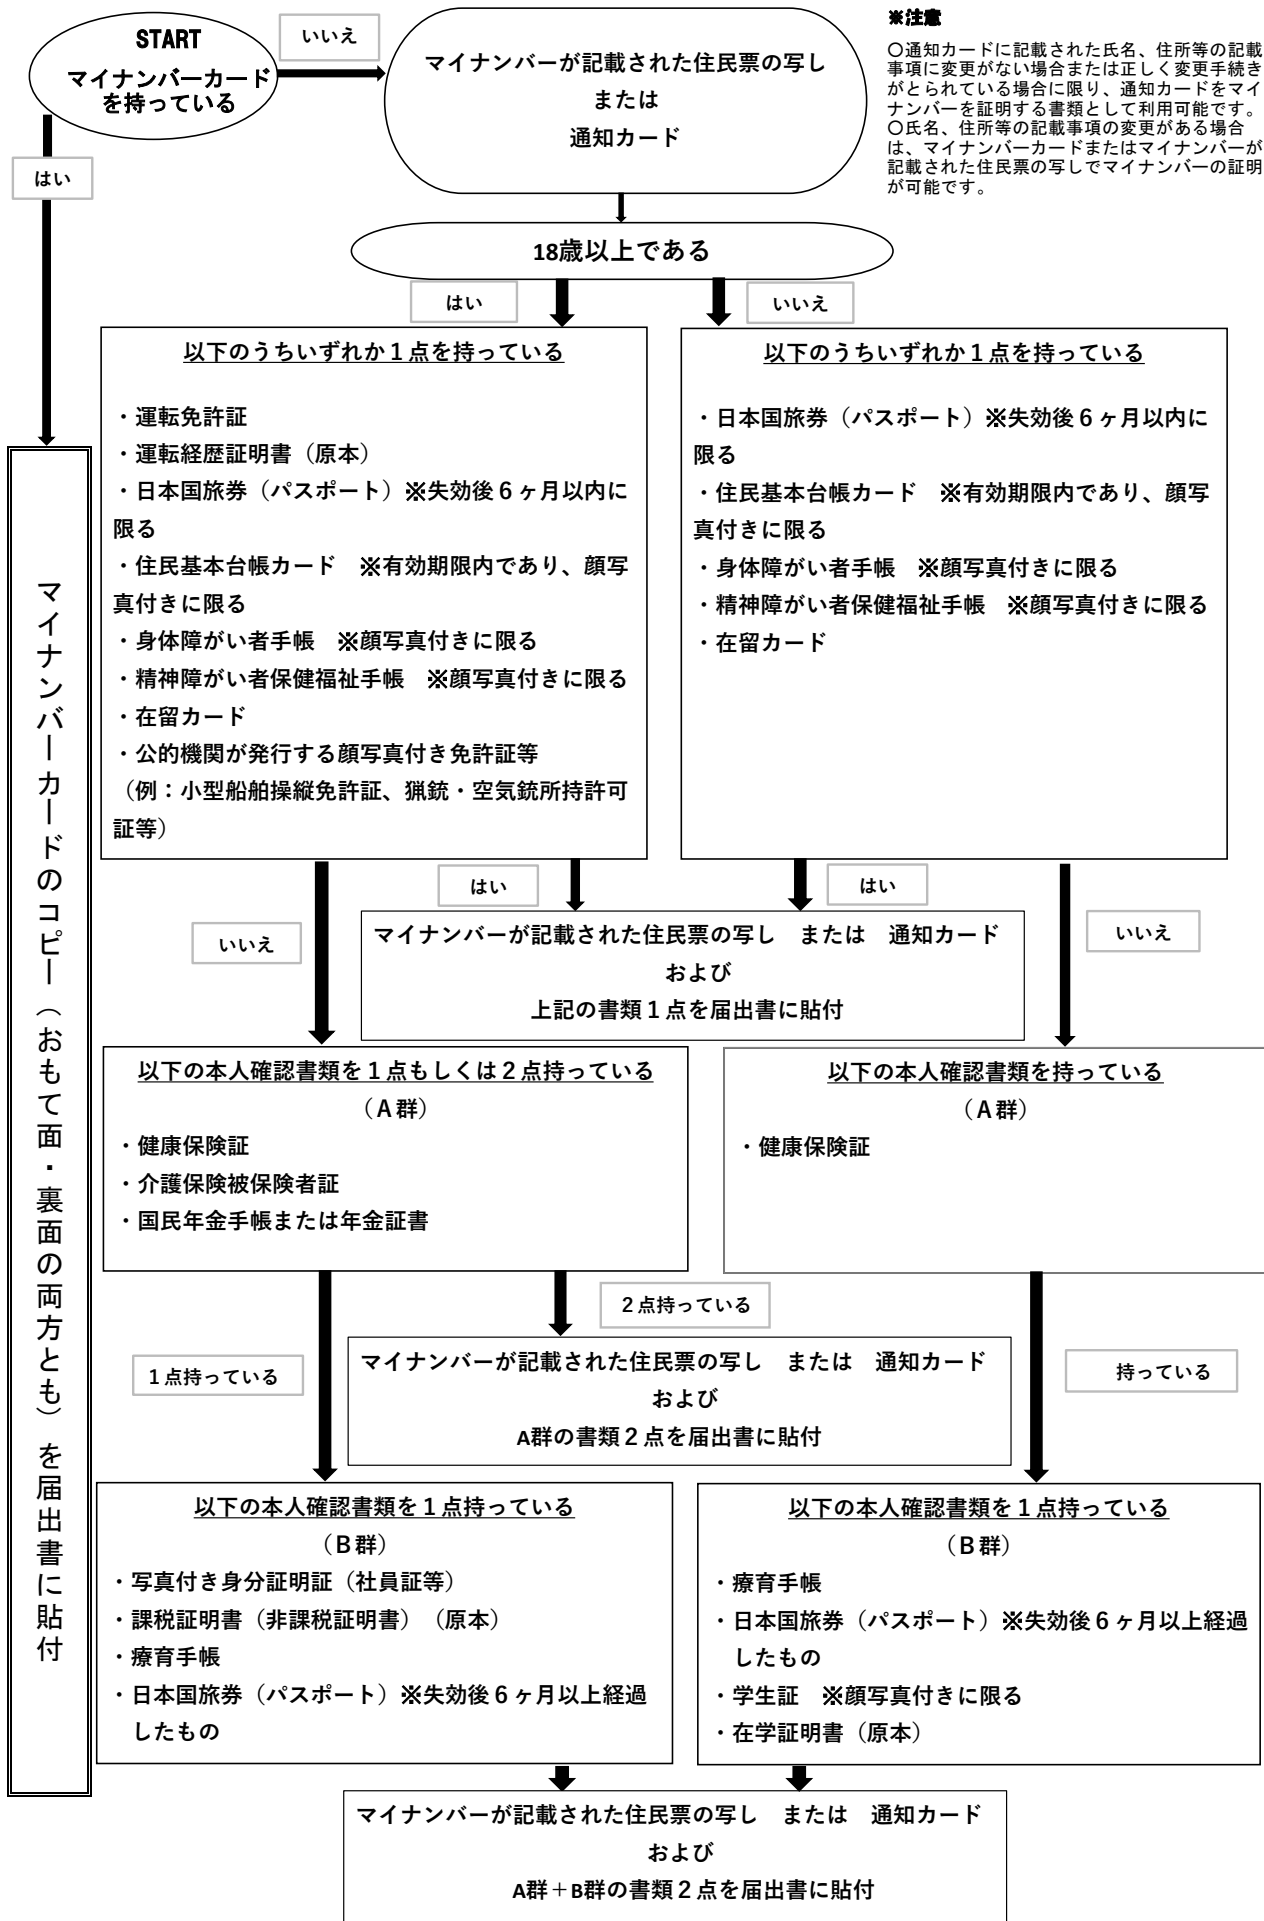 START
マイナンバーカード
を持っている
いいえ
マイナンバーが記載された住民票の写し
または
通知カード
※注意
〇通知カードに記載された氏名、住所等の記載
事項に変更がない場合または正しく変更手続き
がとられている場合に限り、通知カードをマイ
ナンバーを証明する書類として利用可能です。
〇氏名、住所等の記載事項の変更がある場合
は、マイナンバーカードまたはマイナンバーが
記載された住民票の写しでマイナンバーの証明
が可能です。
はい
18歳以上である
はい
いいえ
以下のうちいずれか１点を持っている
・運転免許証
・運転経歴証明書（原本）
・日本国旅券（パスポート）※失効後６ヶ月以内に
限る
・住民基本台帳カード　※有効期限内であり、顔写
真付きに限る
・身体障がい者手帳　※顔写真付きに限る
・精神障がい者保健福祉手帳　※顔写真付きに限る
・在留カード
・公的機関が発行する顔写真付き免許証等
（例：小型船舶操縦免許証、猟銃・空気銃所持許可
証等）
以下のうちいずれか１点を持っている
・日本国旅券（パスポート）※失効後６ヶ月以内に
限る
・住民基本台帳カード　※有効期限内であり、顔写
真付きに限る
・身体障がい者手帳　※顔写真付きに限る
・精神障がい者保健福祉手帳　※顔写真付きに限る
・在留カード
マイナンバーカードのコピー（おもて面・裏面の両方とも）を届出書に貼付
はい
はい
いいえ
いいえ
マイナンバーが記載された住民票の写し　または　通知カード
および
上記の書類１点を届出書に貼付
以下の本人確認書類を１点もしくは２点持っている
（Ａ群）
・健康保険証
・介護保険被保険者証
・国民年金手帳または年金証書
以下の本人確認書類を持っている
（Ａ群）
・健康保険証
２点持っている
１点持っている
持っている
マイナンバーが記載された住民票の写し　または　通知カード
および
A群の書類２点を届出書に貼付
以下の本人確認書類を１点持っている
（Ｂ群）
・写真付き身分証明証（社員証等）
・課税証明書（非課税証明書）（原本）
・療育手帳
・日本国旅券（パスポート）※失効後６ヶ月以上経過
したもの
以下の本人確認書類を１点持っている
（Ｂ群）
・療育手帳
・日本国旅券（パスポート）※失効後６ヶ月以上経過
したもの
・学生証　※顔写真付きに限る
・在学証明書（原本）
マイナンバーが記載された住民票の写し　または　通知カード
および
A群＋B群の書類２点を届出書に貼付